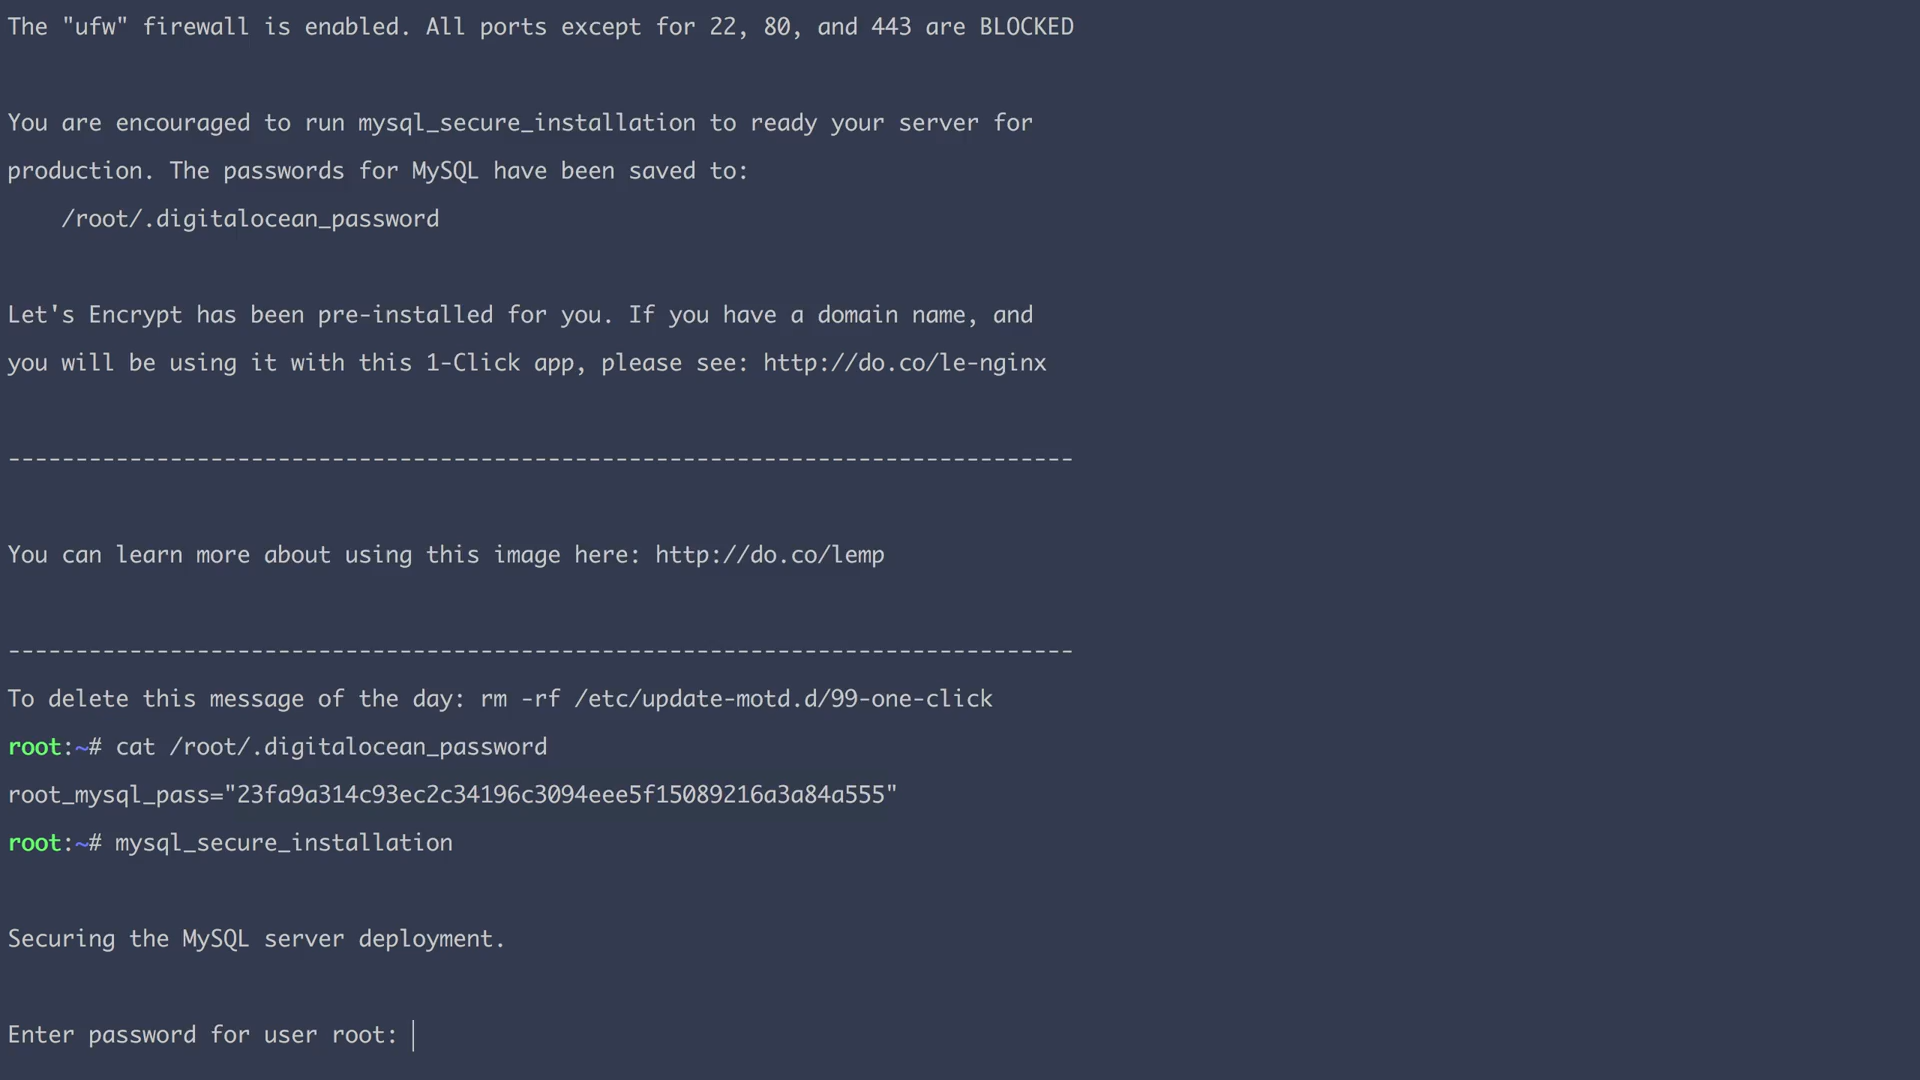 The "ufw" firewall is enabled. All ports except for 22, 80, and 443 are BLOCKED
You are encouraged to run mysql_secure_installation to ready your server for
production. The passwords for MySQL have been saved to:
/root/.digitalocean_password
Let's Encrypt has been pre-installed for you. If you have a domain name, and
you will be using it with this 1-Click app, please see: http://do.co/le-nginx
-------------------------------------------------------------------------------
You can learn more about using this image here: http://do.co/lemp
-------------------------------------------------------------------------------
To delete this message of the day: rm -rf /etc/update-motd.d/99-one-click
root:~# cat /root/.digitalocean_password
root_mysql_pass="23fa9a314c93ec2c34196c3094eee5f15089216a3a84a555"
root:~# mysql_secure_installation
Securing the MySQL server deployment.
Enter password for user root: